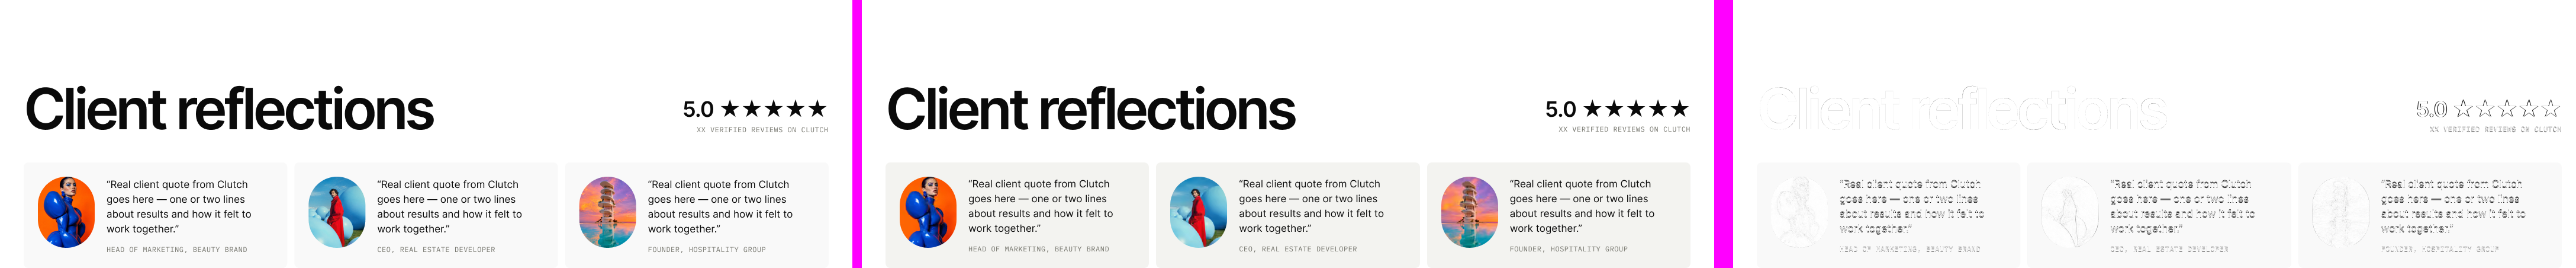 Client reflections
5.0 ★★★★★
XX VERIFIED REVIEWS ON CLUTCH
“Real client quote from Clutch
goes here — one or two lines
about results and how it felt to
work together.”
HEAD OF MARKETING, BEAUTY BRAND
“Real client quote from Clutch
goes here — one or two lines
about results and how it felt to
work together.”
CEO, REAL ESTATE DEVELOPER
“Real client quote from Clutch
goes here — one or two lines
about results and how it felt to
work together.”
FOUNDER, HOSPITALITY GROUP
Client reflections
5.0 ★★★★★
XX VERIFIED REVIEWS ON CLUTCH
“Real client quote from Clutch
goes here — one or two lines
about results and how it felt to
work together.”
HEAD OF MARKETING, BEAUTY BRAND
“Real client quote from Clutch
goes here — one or two lines
about results and how it felt to
work together.”
CEO, REAL ESTATE DEVELOPER
“Real client quote from Clutch
goes here — one or two lines
about results and how it felt to
work together.”
FOUNDER, HOSPITALITY GROUP
Client reflections
5.0 ☆☆☆☆☆
XX VERIFIED REVIEWS ON CLUTCH
“Real client quote from Clutch
goes here — one or two lines
about results and how it felt to
work together.”
HEAD OF MARKETING, BEAUTY BRAND
“Real client quote from Clutch
goes here — one or two lines
about results and how it felt to
work together.”
CEO, REAL ESTATE DEVELOPER
“Real client quote from Clutch
goes here — one or two lines
about results and how it felt to
work together.”
FOUNDER, HOSPITALITY GROUP